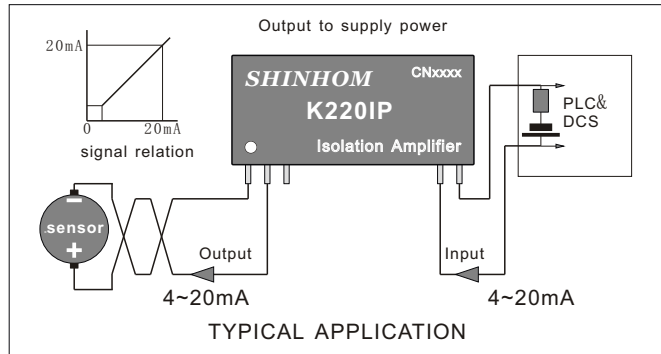 Output to supply power
20mA
0
20mA
signal relation
SHINHOM
CNxxxx
K220IP
Isolation Amplifier
PLC&
DCS
sensor
Output
Input
4~20mA
4~20mA
TYPICAL APPLICATION